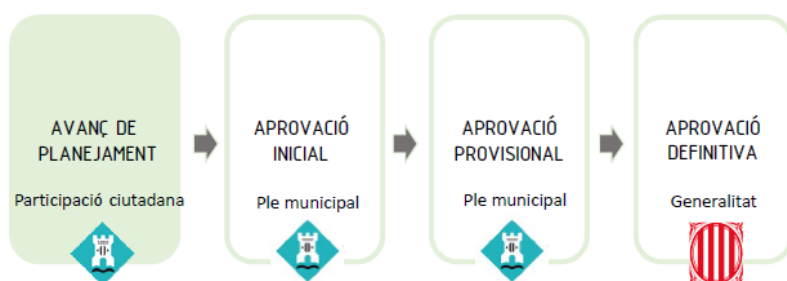 AVANÇ DE
PLANEJAMENT
Participació ciutadana
APROVACIÓ
INICIAL
Ple municipal
APROVACIÓ
PROVISIONAL
Ple municipal
APROVACIÓ
DEFINITIVA
Generalitat